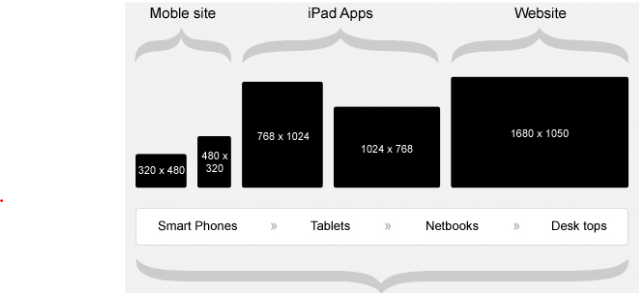 Moble site
iPad Apps
Website
320 x 480
480 x
320
768 x 1024
1024 x 768
1680 x 1050
Smart Phones » Tablets » Netbooks » Desk tops